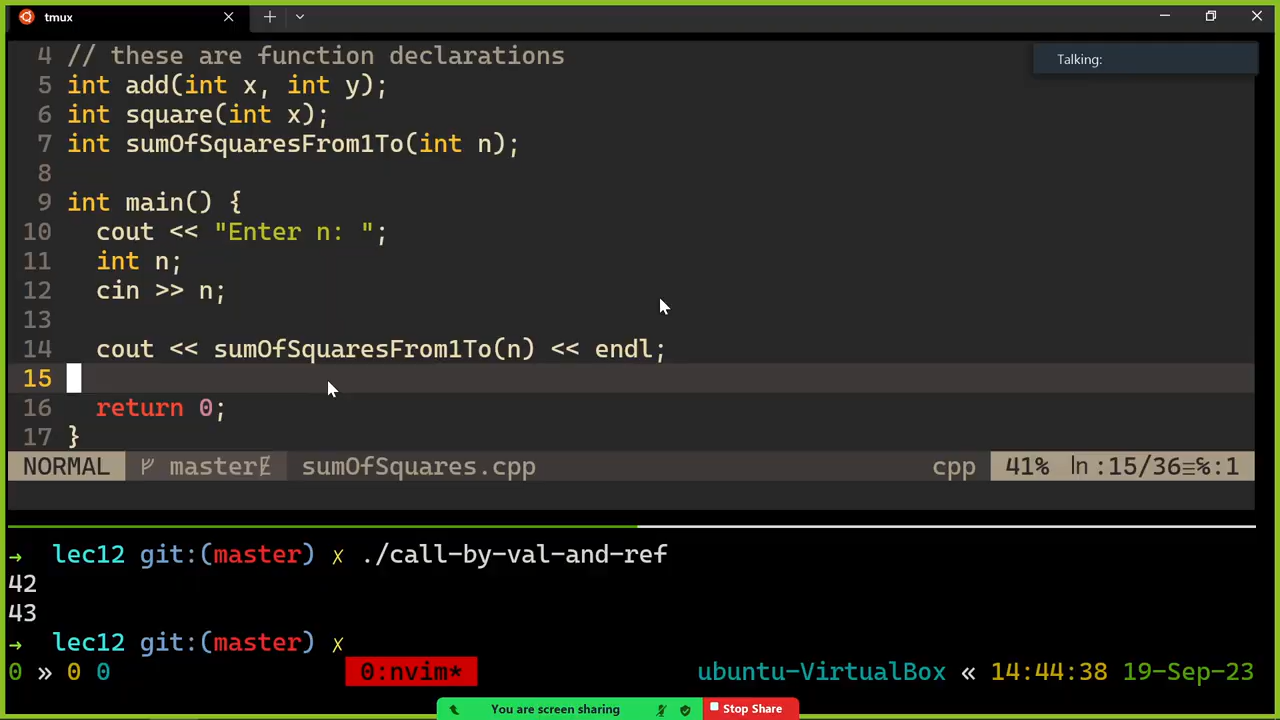 tmux
Talking:
4 // these are function declarations
5 int add(int x, int y);
6 int square(int x);
7 int sumOfSquaresFrom1To(int n);
8
9 int main() {
10 cout << "Enter n: ";
11 int n;
12 cin >> n;
13
14 cout << sumOfSquaresFrom1To(n) << endl;
15
16 return 0;
17 }
NORMAL master sumOfSquares.cpp cpp 41% ln :15/36≡%:1
→ lec12 git:(master) ✗ ./call-by-val-and-ref
42
43
→ lec12 git:(master) ✗
0 » 0 0 0:nvim* ubuntu-VirtualBox « 14:44:38 19-Sep-23
You are screen sharing Stop Share